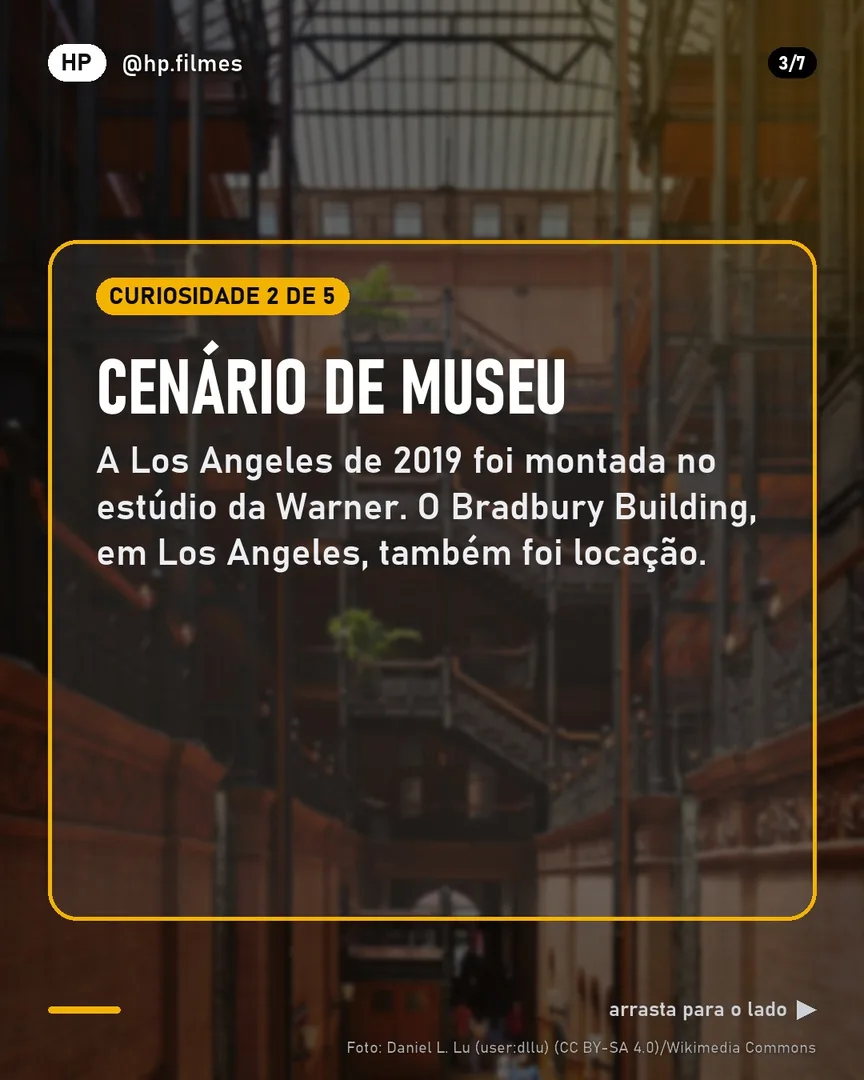 HP @hp.filmes
3/7
CURIOSIDADE 2 DE 5
CENÁRIO DE MUSEU
A Los Angeles de 2019 foi montada no
estúdio da Warner. O Bradbury Building,
em Los Angeles, também foi locação.
arrasta para o lado ▶
Foto: Daniel L. Lu (user:dllu) (CC BY-SA 4.0)/Wikimedia Commons